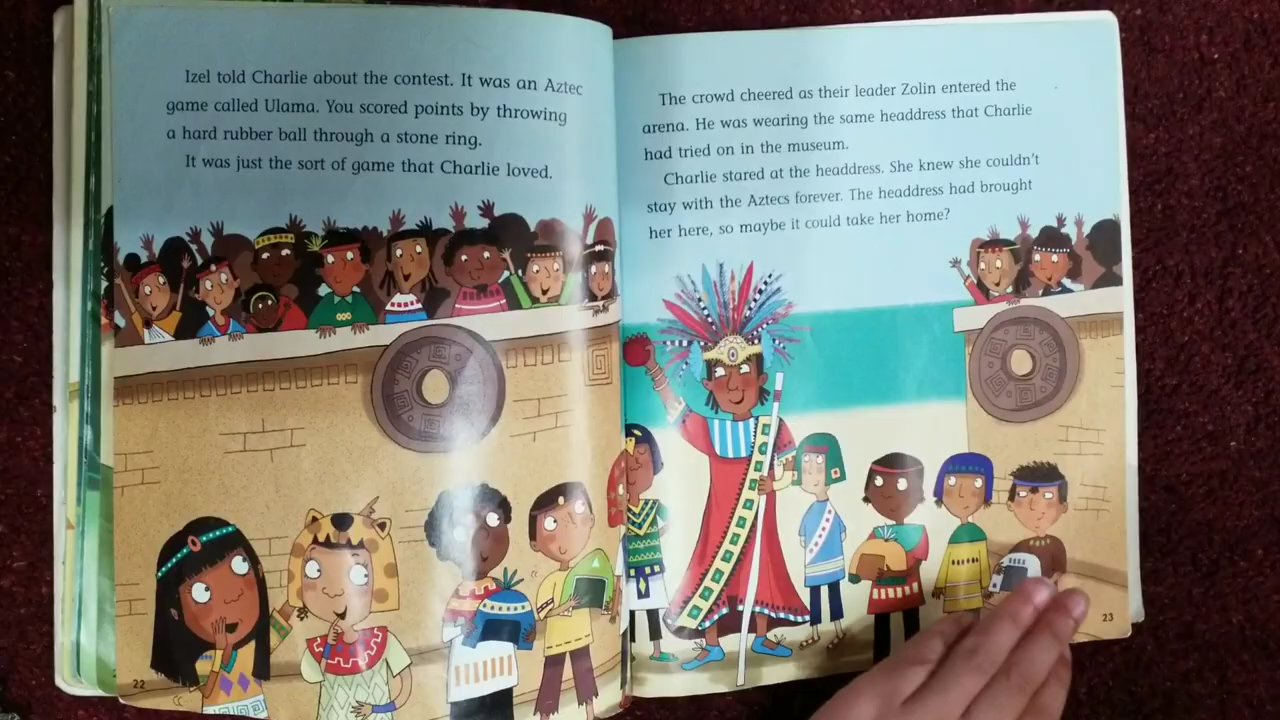 Izel told Charlie about the contest. It was an Aztec
game called Ulama. You scored points by throwing
a hard rubber ball through a stone ring.
It was just the sort of game that Charlie loved.
22
The crowd cheered as their leader Zolin entered the
arena. He was wearing the same headdress that Charlie
had tried on in the museum.
Charlie stared at the headdress. She knew she couldn't
stay with the Aztecs forever. The headdress had brought
her here, so maybe it could take her home?
23